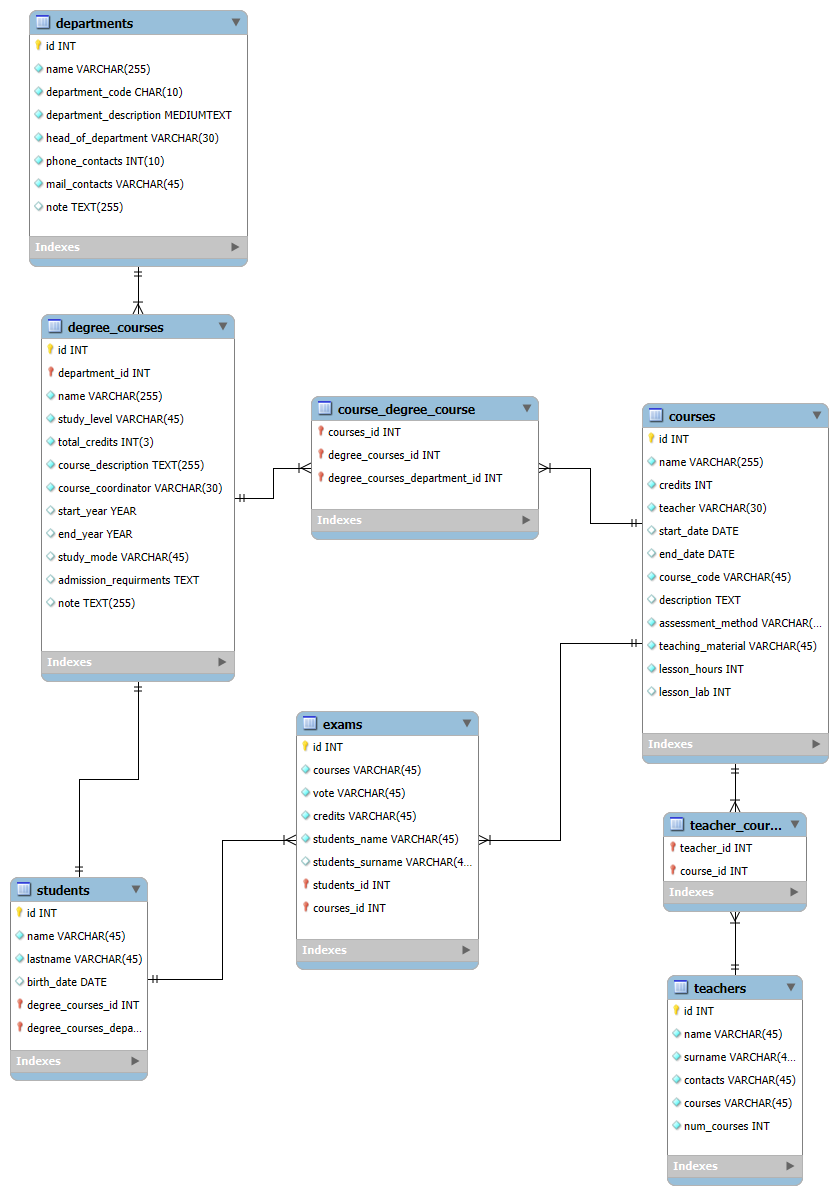 departments
id INT
name VARCHAR(255)
department_code CHAR(10)
department_description MEDIUMTEXT
head_of_department VARCHAR(30)
phone_contacts INT(10)
mail_contacts VARCHAR(45)
note TEXT(255)
Indexes
degree_courses
id INT
department_id INT
name VARCHAR(255)
study_level VARCHAR(45)
total_credits INT(3)
course_description TEXT(255)
course_coordinator VARCHAR(30)
start_year YEAR
end_year YEAR
study_mode VARCHAR(45)
admission_requirments TEXT
note TEXT(255)
Indexes
course_degree_course
courses_id INT
degree_courses_id INT
degree_courses_department_id INT
Indexes
courses
id INT
name VARCHAR(255)
credits INT
teacher VARCHAR(30)
start_date DATE
end_date DATE
course_code VARCHAR(45)
description TEXT
assessment_method VARCHAR(...
teaching_material VARCHAR(45)
lesson_hours INT
lesson_lab INT
Indexes
exams
id INT
courses VARCHAR(45)
vote VARCHAR(45)
credits VARCHAR(45)
students_name VARCHAR(45)
students_surname VARCHAR(4...
students_id INT
courses_id INT
Indexes
teacher_cour...
teacher_id INT
course_id INT
Indexes
students
id INT
name VARCHAR(45)
lastname VARCHAR(45)
birth_date DATE
degree_courses_id INT
degree_courses_depa...
Indexes
teachers
id INT
name VARCHAR(45)
surname VARCHAR(4...
contacts VARCHAR(45)
courses VARCHAR(45)
num_courses INT
Indexes